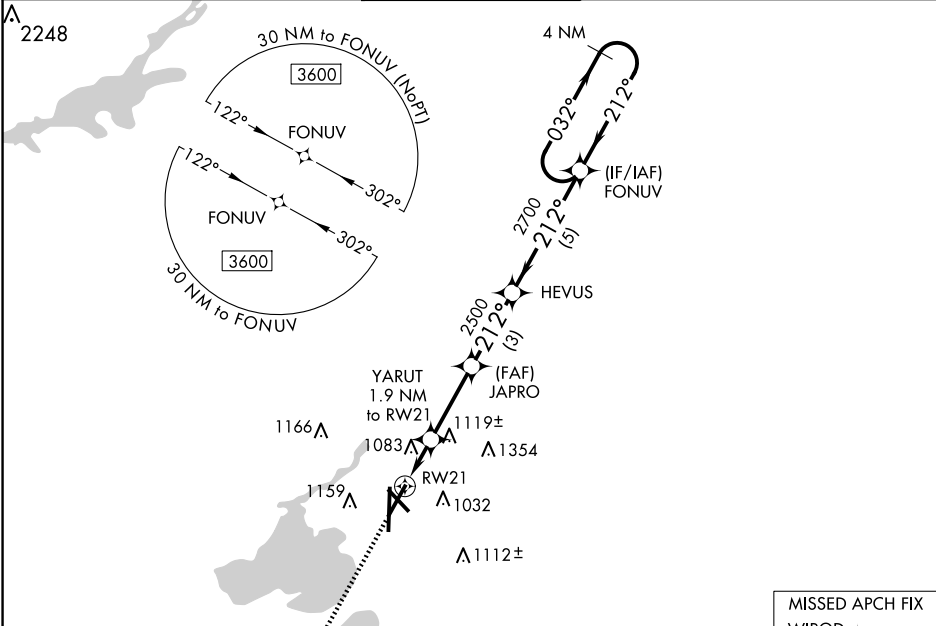 2248
30 NM to FONUV (NoPT)
3600
122°
FONUV
302°
122°
FONUV
302°
3600
30 NM to FONUV
4 NM
032°
212°
(IF/IAF)
FONUV
2700
212°
(5)
HEVUS
2500
212°
(3)
(FAF)
JAPRO
YARUT
1.9 NM
to RW21
1166
1083
1119±
1354
RW21
1159
1032
1112±
MISSED APCH FIX